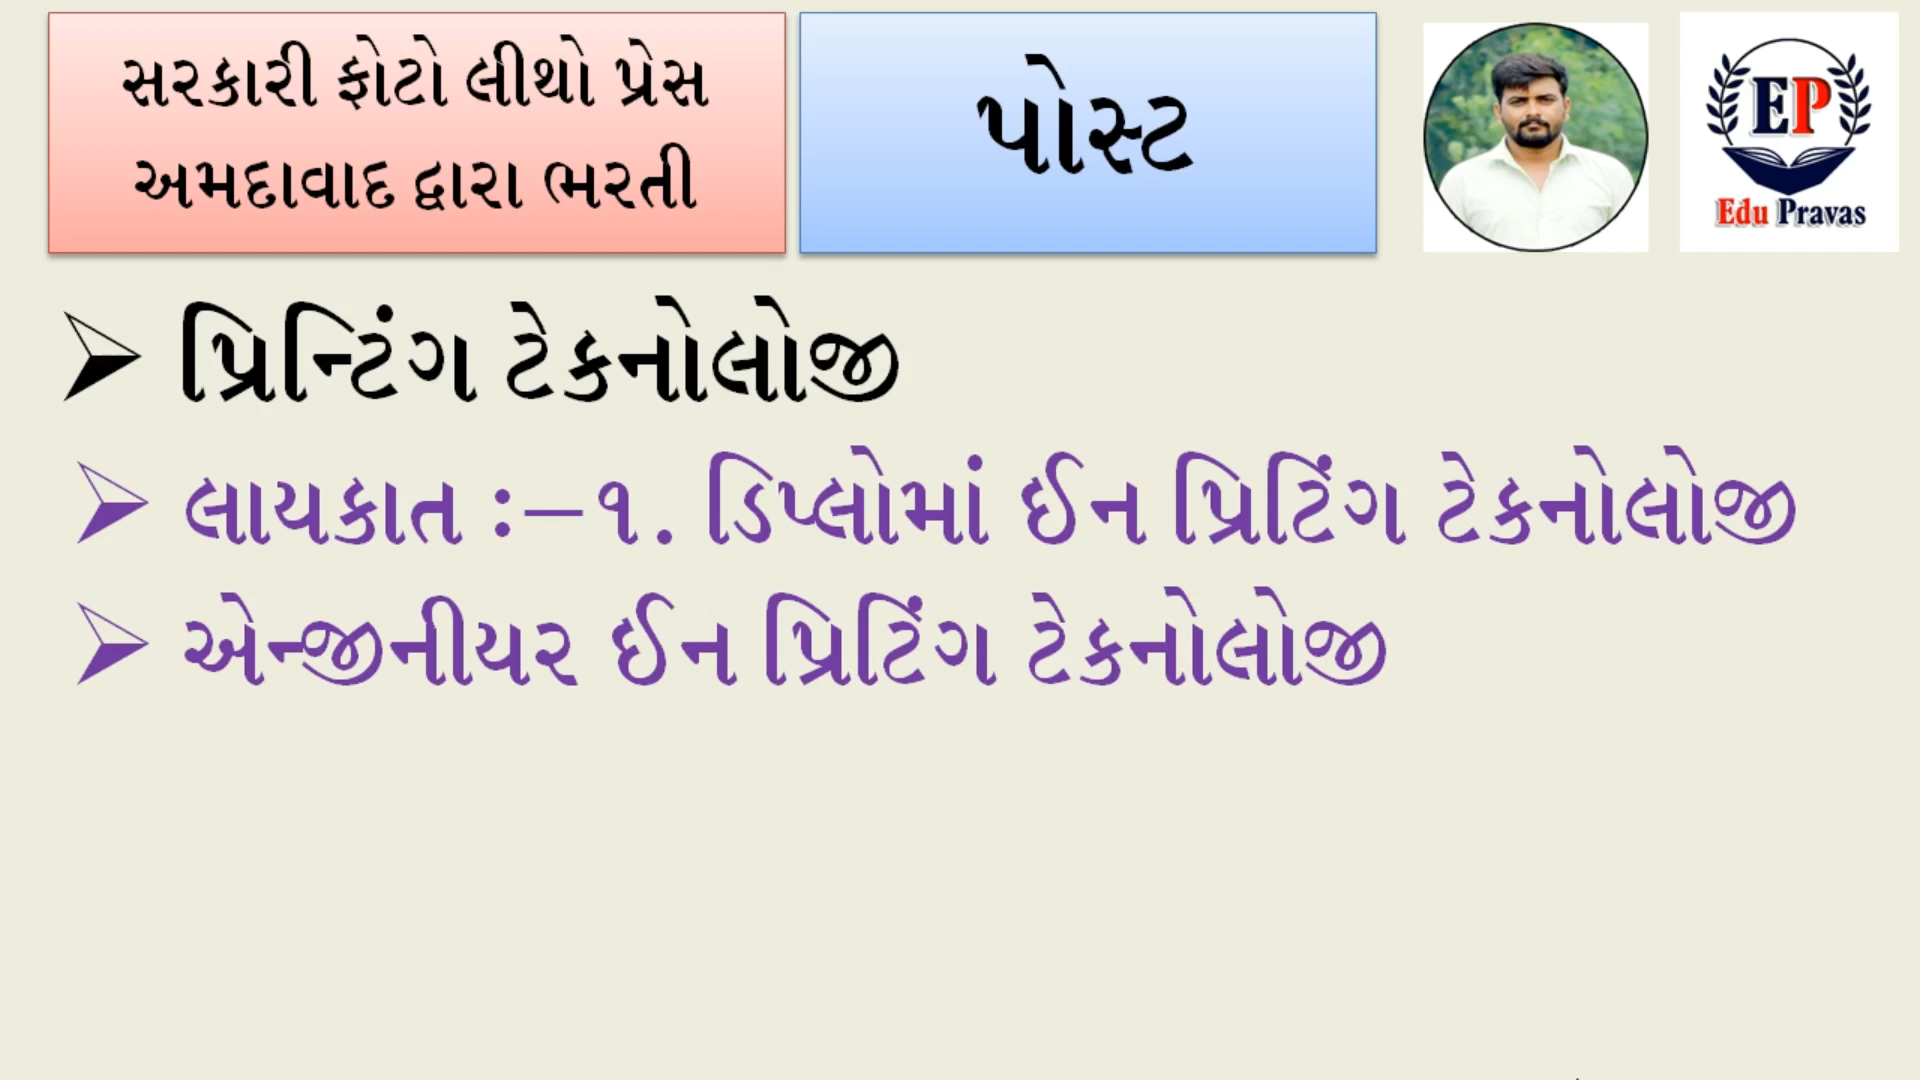 સરકારી ફોટો લીથો પ્રેસ
અમદાવાદ દ્વારા ભરતી
પોસ્ટ
EP
Edu Pravas
પ્રિન્ટિંગ ટેકનોલોજી
લાયકાત :–૧. ડિપ્લોમાં ઈન પ્રિટિંગ ટેકનોલોજી
એન્જીનીયર ઈન પ્રિટિંગ ટેકનોલોજી